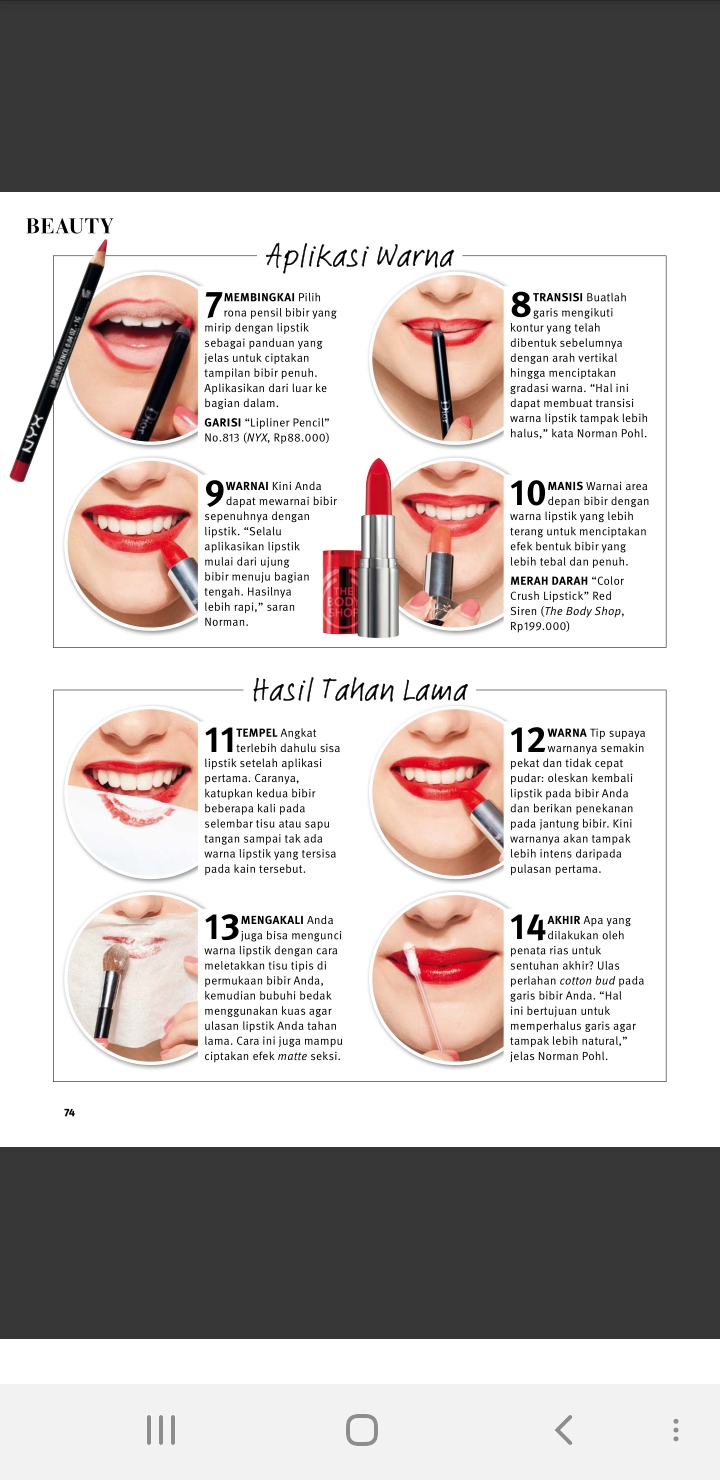 BEAUTY
Aplikasi Warna
7 MEMBINGKAI Pilih
rona pensil bibir yang
mirip dengan lipstik
sebagai panduan yang
jelas untuk ciptakan
tampilan bibir penuh.
Aplikasikan dari luar ke
bagian dalam.
GARISI “Lipliner Pencil”
No.813 (NYX, Rp88.000)
8 TRANSISI Buatlah
garis mengikuti
kontur yang telah
dibentuk sebelumnya
dengan arah vertikal
hingga menciptakan
gradasi warna. “Hal ini
dapat membuat transisi
warna lipstik tampak lebih
halus,” kata Norman Pohl.
NYX
Dior
Dior
9 WARNAI Kini Anda
dapat mewarnai bibir
sepenuhnya dengan
lipstik. “Selalu
aplikasikan lipstik
mulai dari ujung
bibir menuju bagian
tengah. Hasilnya
lebih rapi,” saran
Norman.
THE
BODY
SHOP
10 MANIS Warnai area
depan bibir dengan
warna lipstik yang lebih
terang untuk menciptakan
efek bentuk bibir yang
lebih tebal dan penuh.
MERAH DARAH “Color
Crush Lipstick” Red
Siren (The Body Shop,
Rp199.000)
Hasil Tahan Lama
11 TEMPEL Angkat
terlebih dahulu sisa
lipstik setelah aplikasi
pertama. Caranya,
katupkan kedua bibir
beberapa kali pada
selembar tisu atau sapu
tangan sampai tak ada
warna lipstik yang tersisa
pada kain tersebut.
12 WARNA Tip supaya
warnanya semakin
pekat dan tidak cepat
pudar: oleskan kembali
lipstik pada bibir Anda
dan berikan penekanan
pada jantung bibir. Kini
warnanya akan tampak
lebih intens daripada
pulasan pertama.
13 MENGAKALI Anda
juga bisa mengunci
warna lipstik dengan cara
meletakkan tisu tipis di
permukaan bibir Anda,
kemudian bubuhi bedak
menggunakan kuas agar
ulasan lipstik Anda tahan
lama. Cara ini juga mampu
ciptakan efek matte seksi.
14 AKHIR Apa yang
dilakukan oleh
penata rias untuk
sentuhan akhir? Ulas
perlahan cotton bud pada
garis bibir Anda. “Hal
ini bertujuan untuk
memperhalus garis agar
tampak lebih natural,”
jelas Norman Pohl.
74